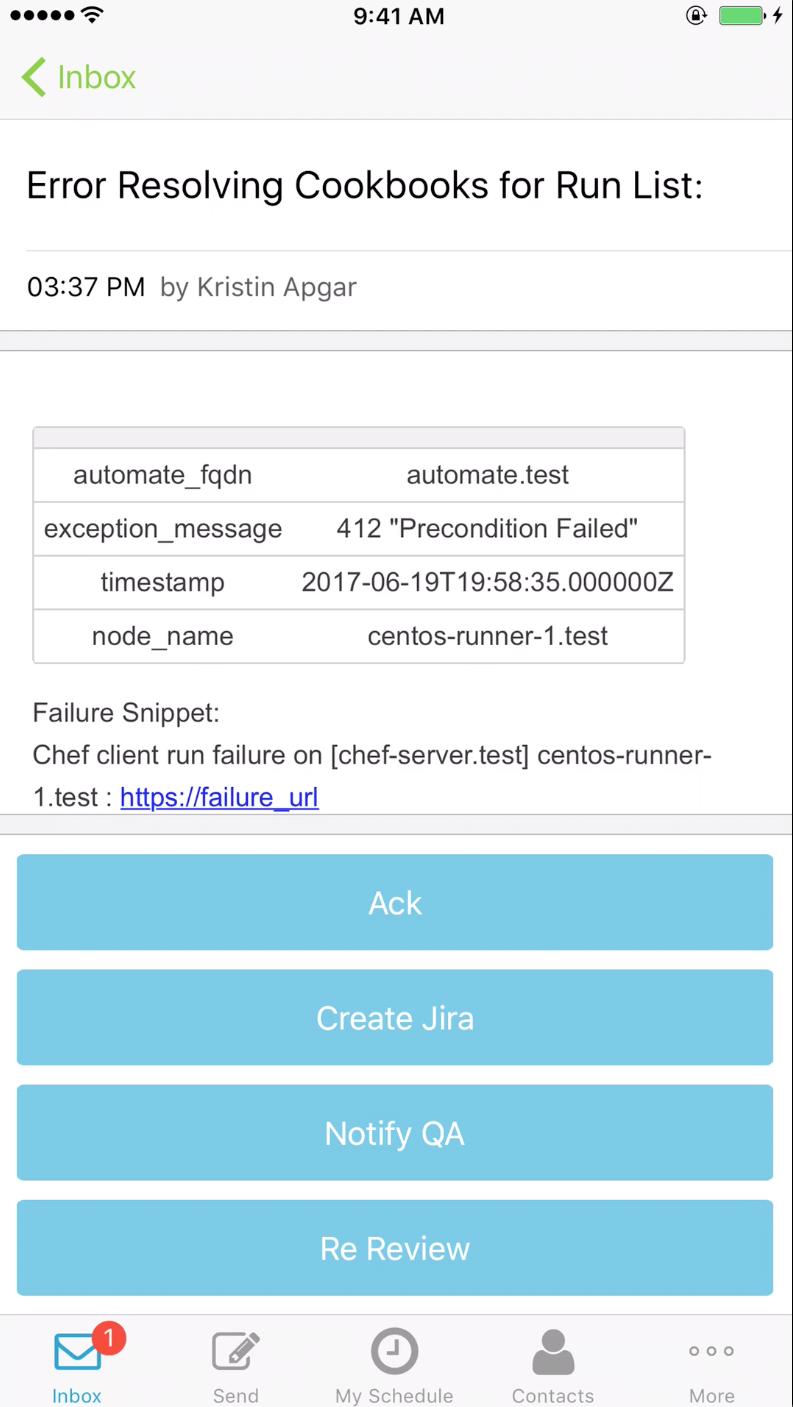 9:41 AM
Inbox
Error Resolving Cookbooks for Run List:
03:37 PM by Kristin Apgar
automate_fqdn automate.test
exception_message 412 "Precondition Failed"
timestamp 2017-06-19T19:58:35.000000Z
node_name centos-runner-1.test
Failure Snippet:
Chef client run failure on [chef-server.test] centos-runner-
1.test : https://failure_url
Ack
Create Jira
Notify QA
Re Review
1
Inbox Send My Schedule Contacts More